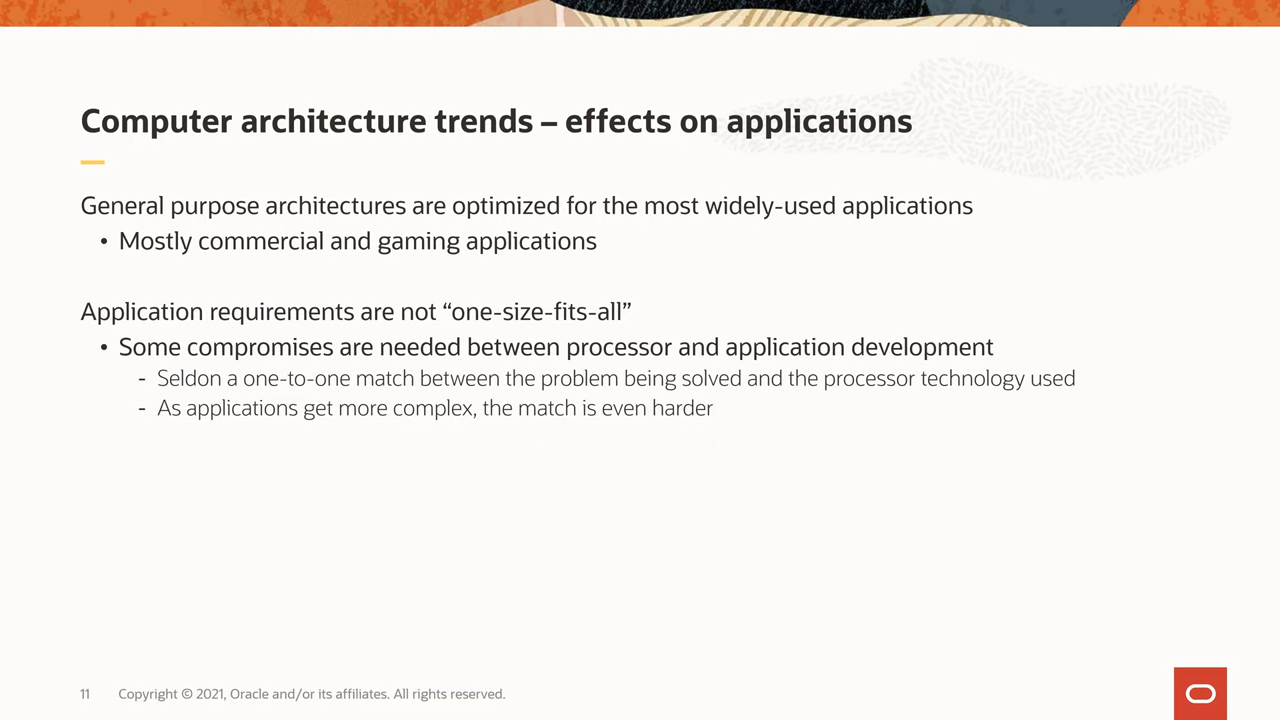 Computer architecture trends – effects on applications
General purpose architectures are optimized for the most widely-used applications
• Mostly commercial and gaming applications
Application requirements are not “one-size-fits-all”
• Some compromises are needed between processor and application development
- Seldon a one-to-one match between the problem being solved and the processor technology used
- As applications get more complex, the match is even harder
11 Copyright © 2021, Oracle and/or its affiliates. All rights reserved.